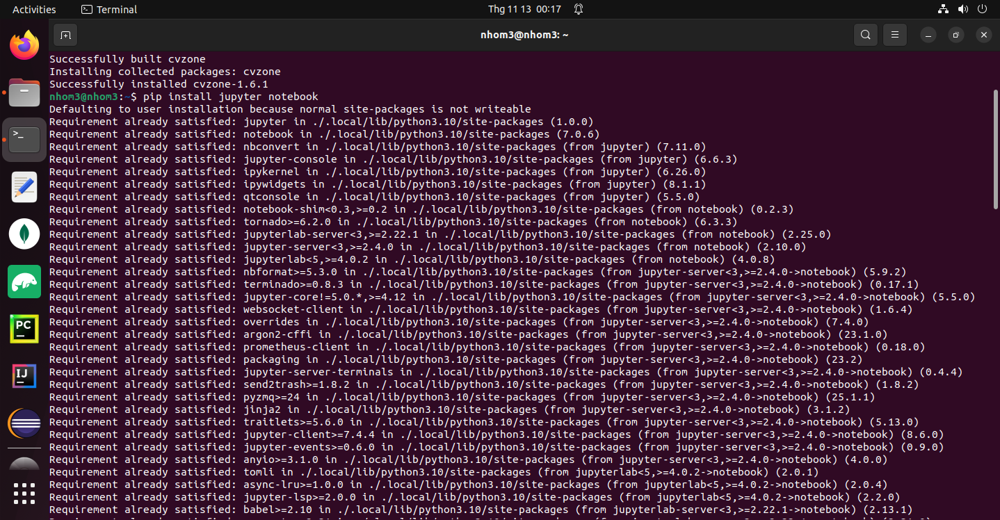 Activities
Terminal
Thg 11 13 00:17
nhom3@nhom3: ~
Successfully built cvzone
Installing collected packages: cvzone
Successfully installed cvzone-1.6.1
nhom3@nhom3:~$ pip install jupyter notebook
Defaulting to user installation because normal site-packages is not writeable
Requirement already satisfied: jupyter in ./.local/lib/python3.10/site-packages (1.0.0)
Requirement already satisfied: notebook in ./.local/lib/python3.10/site-packages (7.0.6)
Requirement already satisfied: nbconvert in ./.local/lib/python3.10/site-packages (from jupyter) (7.11.0)
Requirement already satisfied: jupyter-console in ./.local/lib/python3.10/site-packages (from jupyter) (6.6.3)
Requirement already satisfied: ipykernel in ./.local/lib/python3.10/site-packages (from jupyter) (6.26.0)
Requirement already satisfied: ipywidgets in ./.local/lib/python3.10/site-packages (from jupyter) (8.1.1)
Requirement already satisfied: qtconsole in ./.local/lib/python3.10/site-packages (from jupyter) (5.5.0)
Requirement already satisfied: notebook-shim<0.3,>=0.2 in ./.local/lib/python3.10/site-packages (from notebook) (0.2.3)
Requirement already satisfied: tornado>=6.2.0 in ./.local/lib/python3.10/site-packages (from notebook) (6.3.3)
Requirement already satisfied: jupyterlab-server<3,>=2.22.1 in ./.local/lib/python3.10/site-packages (from notebook) (2.25.0)
Requirement already satisfied: jupyter-server<3,>=2.4.0 in ./.local/lib/python3.10/site-packages (from notebook) (2.10.0)
Requirement already satisfied: jupyterlab<5,>=4.0.2 in ./.local/lib/python3.10/site-packages (from notebook) (4.0.8)
Requirement already satisfied: nbformat>=5.3.0 in ./.local/lib/python3.10/site-packages (from jupyter-server<3,>=2.4.0->notebook) (5.9.2)
Requirement already satisfied: terminado>=0.8.3 in ./.local/lib/python3.10/site-packages (from jupyter-server<3,>=2.4.0->notebook) (0.17.1)
Requirement already satisfied: jupyter-core!=5.0.*,>=4.12 in ./.local/lib/python3.10/site-packages (from jupyter-server<3,>=2.4.0->notebook) (5.5.0)
Requirement already satisfied: websocket-client in ./.local/lib/python3.10/site-packages (from jupyter-server<3,>=2.4.0->notebook) (1.6.4)
Requirement already satisfied: overrides in ./.local/lib/python3.10/site-packages (from jupyter-server<3,>=2.4.0->notebook) (7.4.0)
Requirement already satisfied: argon2-cffi in ./.local/lib/python3.10/site-packages (from jupyter-server<3,>=2.4.0->notebook) (23.1.0)
Requirement already satisfied: prometheus-client in ./.local/lib/python3.10/site-packages (from jupyter-server<3,>=2.4.0->notebook) (0.18.0)
Requirement already satisfied: packaging in ./.local/lib/python3.10/site-packages (from jupyter-server<3,>=2.4.0->notebook) (23.2)
Requirement already satisfied: jupyter-server-terminals in ./.local/lib/python3.10/site-packages (from jupyter-server<3,>=2.4.0->notebook) (0.4.4)
Requirement already satisfied: send2trash>=1.8.2 in ./.local/lib/python3.10/site-packages (from jupyter-server<3,>=2.4.0->notebook) (1.8.2)
Requirement already satisfied: pyzmq>=24 in ./.local/lib/python3.10/site-packages (from jupyter-server<3,>=2.4.0->notebook) (25.1.1)
Requirement already satisfied: jinja2 in ./.local/lib/python3.10/site-packages (from jupyter-server<3,>=2.4.0->notebook) (3.1.2)
Requirement already satisfied: traitlets>=5.6.0 in ./.local/lib/python3.10/site-packages (from jupyter-server<3,>=2.4.0->notebook) (5.13.0)
Requirement already satisfied: jupyter-client>=7.4.4 in ./.local/lib/python3.10/site-packages (from jupyter-server<3,>=2.4.0->notebook) (8.6.0)
Requirement already satisfied: jupyter-events>=0.6.0 in ./.local/lib/python3.10/site-packages (from jupyter-server<3,>=2.4.0->notebook) (0.9.0)
Requirement already satisfied: anyio>=3.1.0 in ./.local/lib/python3.10/site-packages (from jupyter-server<3,>=2.4.0->notebook) (4.0.0)
Requirement already satisfied: tomli in ./.local/lib/python3.10/site-packages (from jupyterlab<5,>=4.0.2->notebook) (2.0.1)
Requirement already satisfied: async-lru>=1.0.0 in ./.local/lib/python3.10/site-packages (from jupyterlab<5,>=4.0.2->notebook) (2.0.4)
Requirement already satisfied: jupyter-lsp>=2.0.0 in ./.local/lib/python3.10/site-packages (from jupyterlab<5,>=4.0.2->notebook) (2.2.0)
Requirement already satisfied: babel>=2.10 in ./.local/lib/python3.10/site-packages (from jupyterlab-server<3,>=2.22.1->notebook) (2.13.1)
PC
IJ